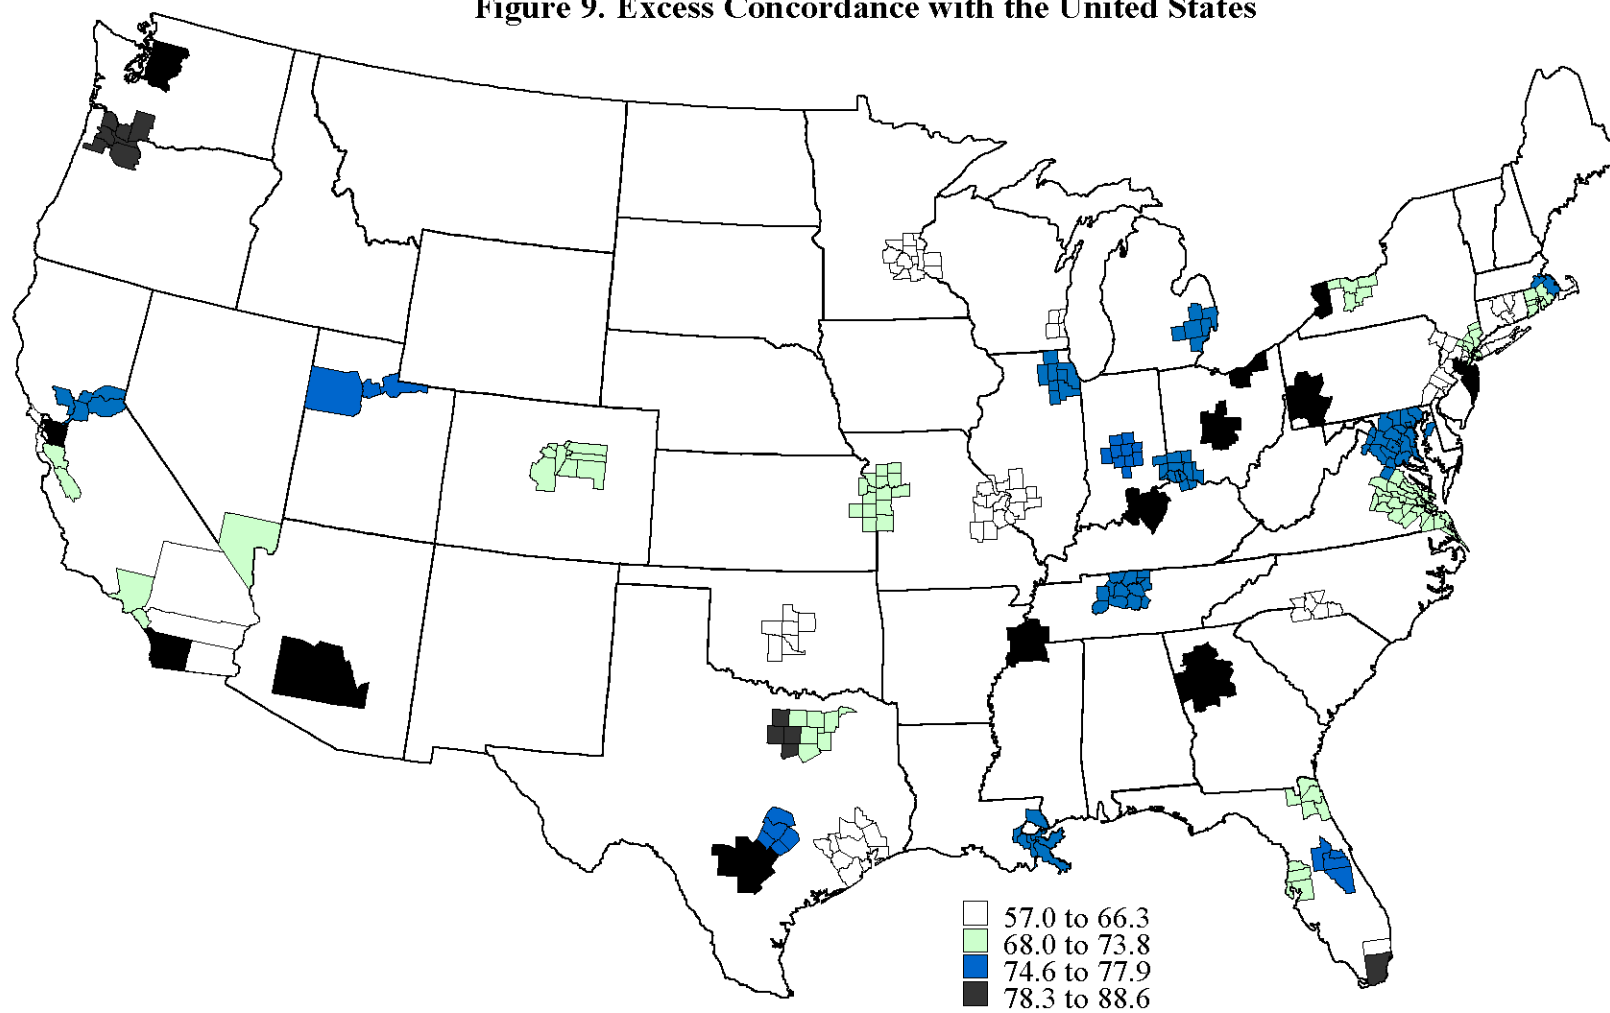 Figure 9. Excess Concordance with the United States
57.0 to 66.3
68.0 to 73.8
74.6 to 77.9
78.3 to 88.6